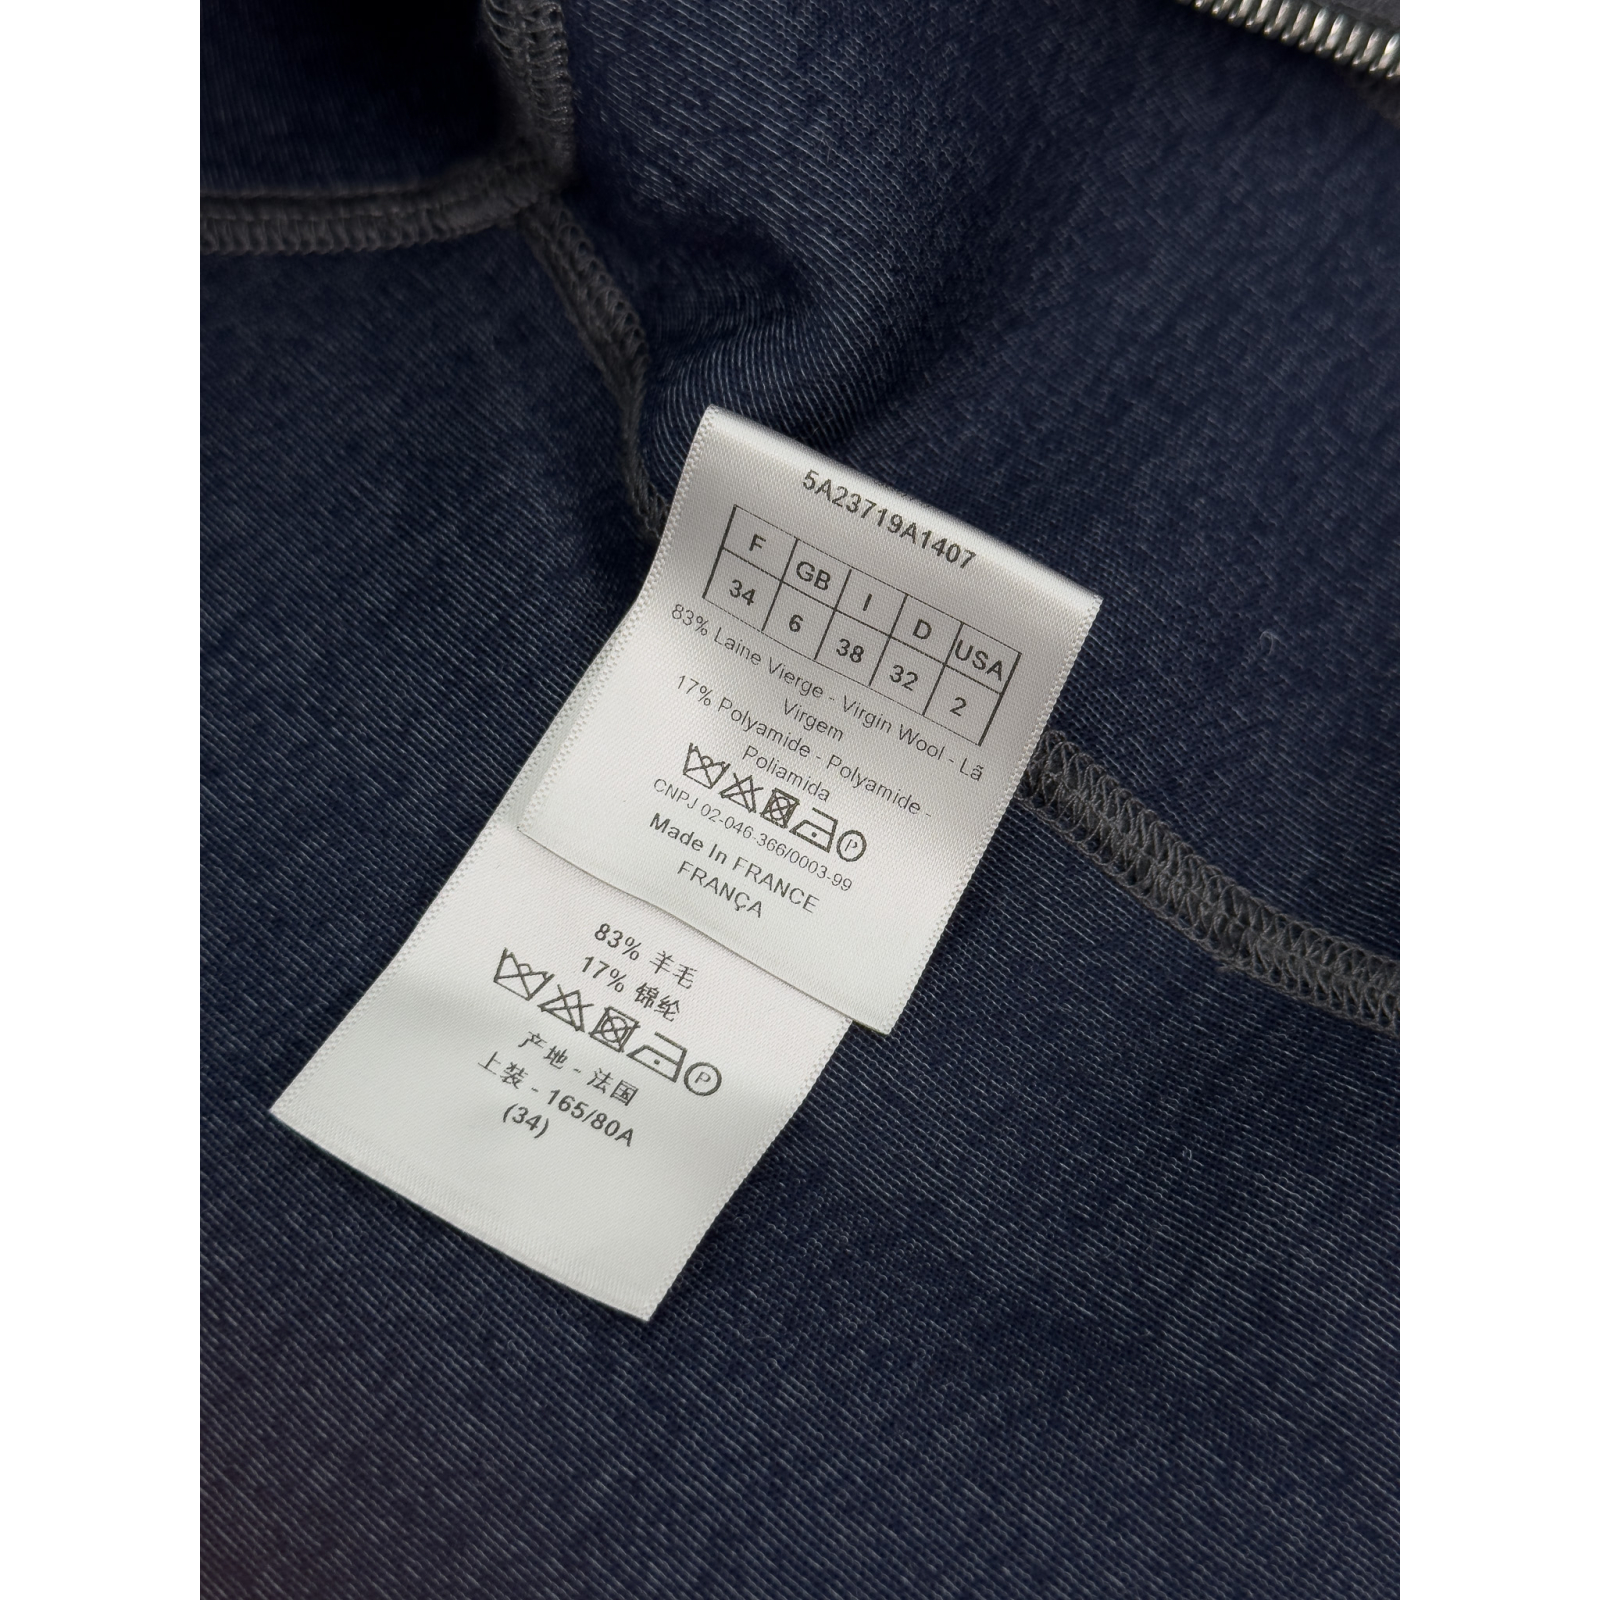 5A23719A1407
F GB I D USA
34 6 38 32 2
83% Laine Vierge - Virgin Wool - Lã
Virgem
17% Polyamide - Polyamide -
Poliamida
CNPJ 02-046-366/0003-99
Made In FRANCE
FRANÇA
83% 羊毛
17% 锦纶
P
产地 - 法国
上装 - 165/80A
(34)